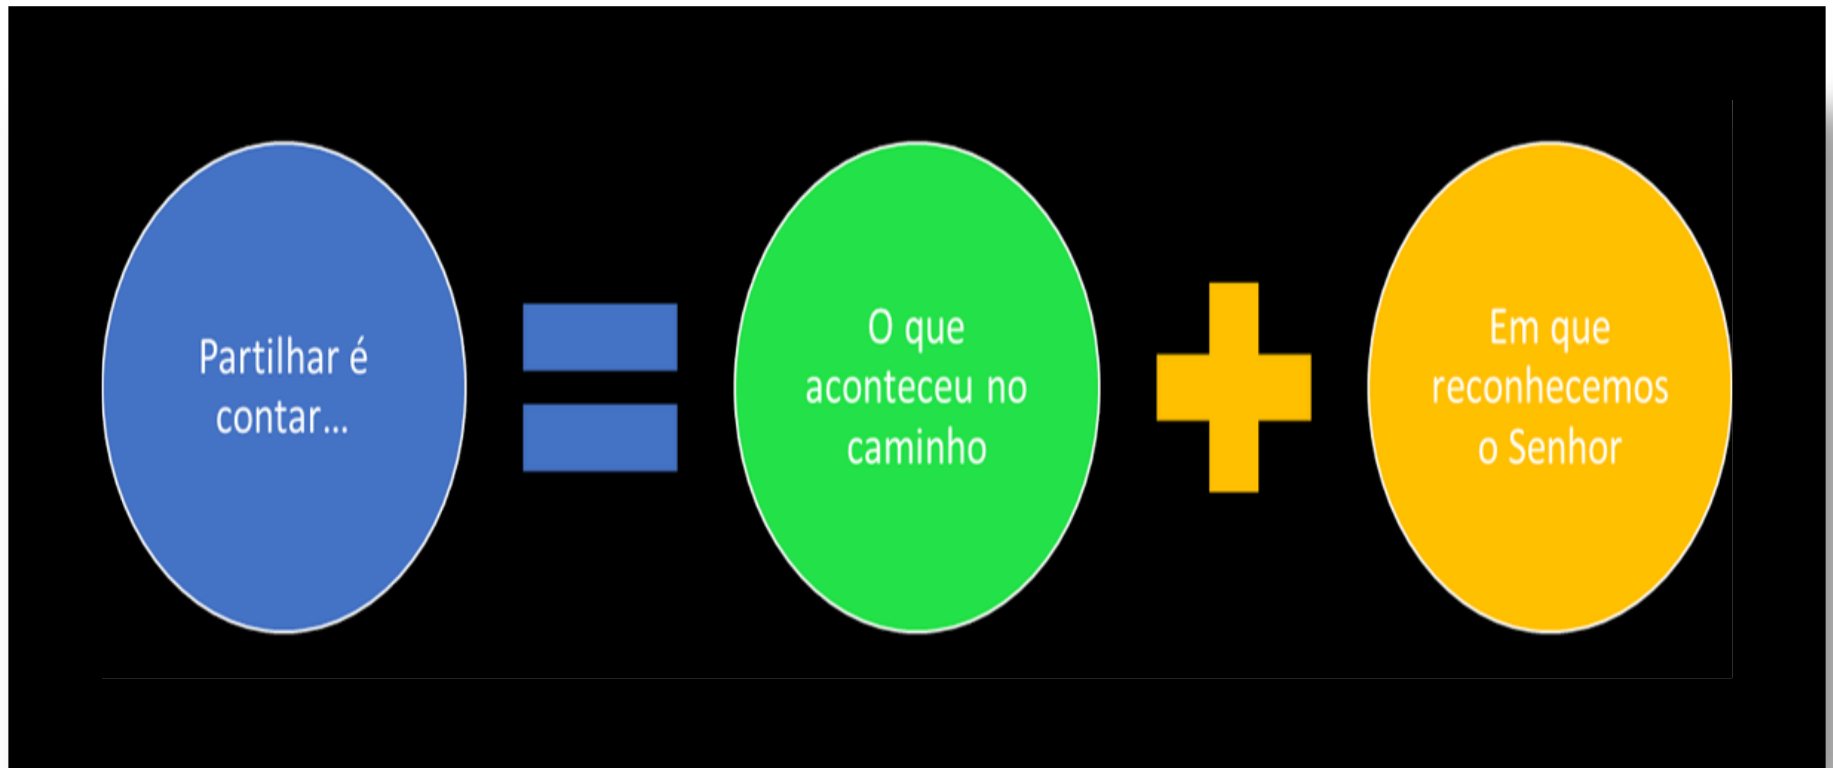 Partilhar é
contar...
O que
aconteceu no
caminho
Em que
reconhecemos
o Senhor